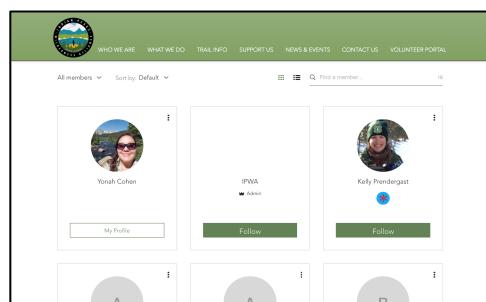 WHO WE ARE WHAT WE DO TRAIL INFO SUPPORT US NEWS & EVENTS CONTACT US VOLUNTEER PORTAL
All members Sort by: Default Find a member...
Yonah Cohen IPWA Kelly Prendergast
Admin
My Profile Follow Follow
A A B